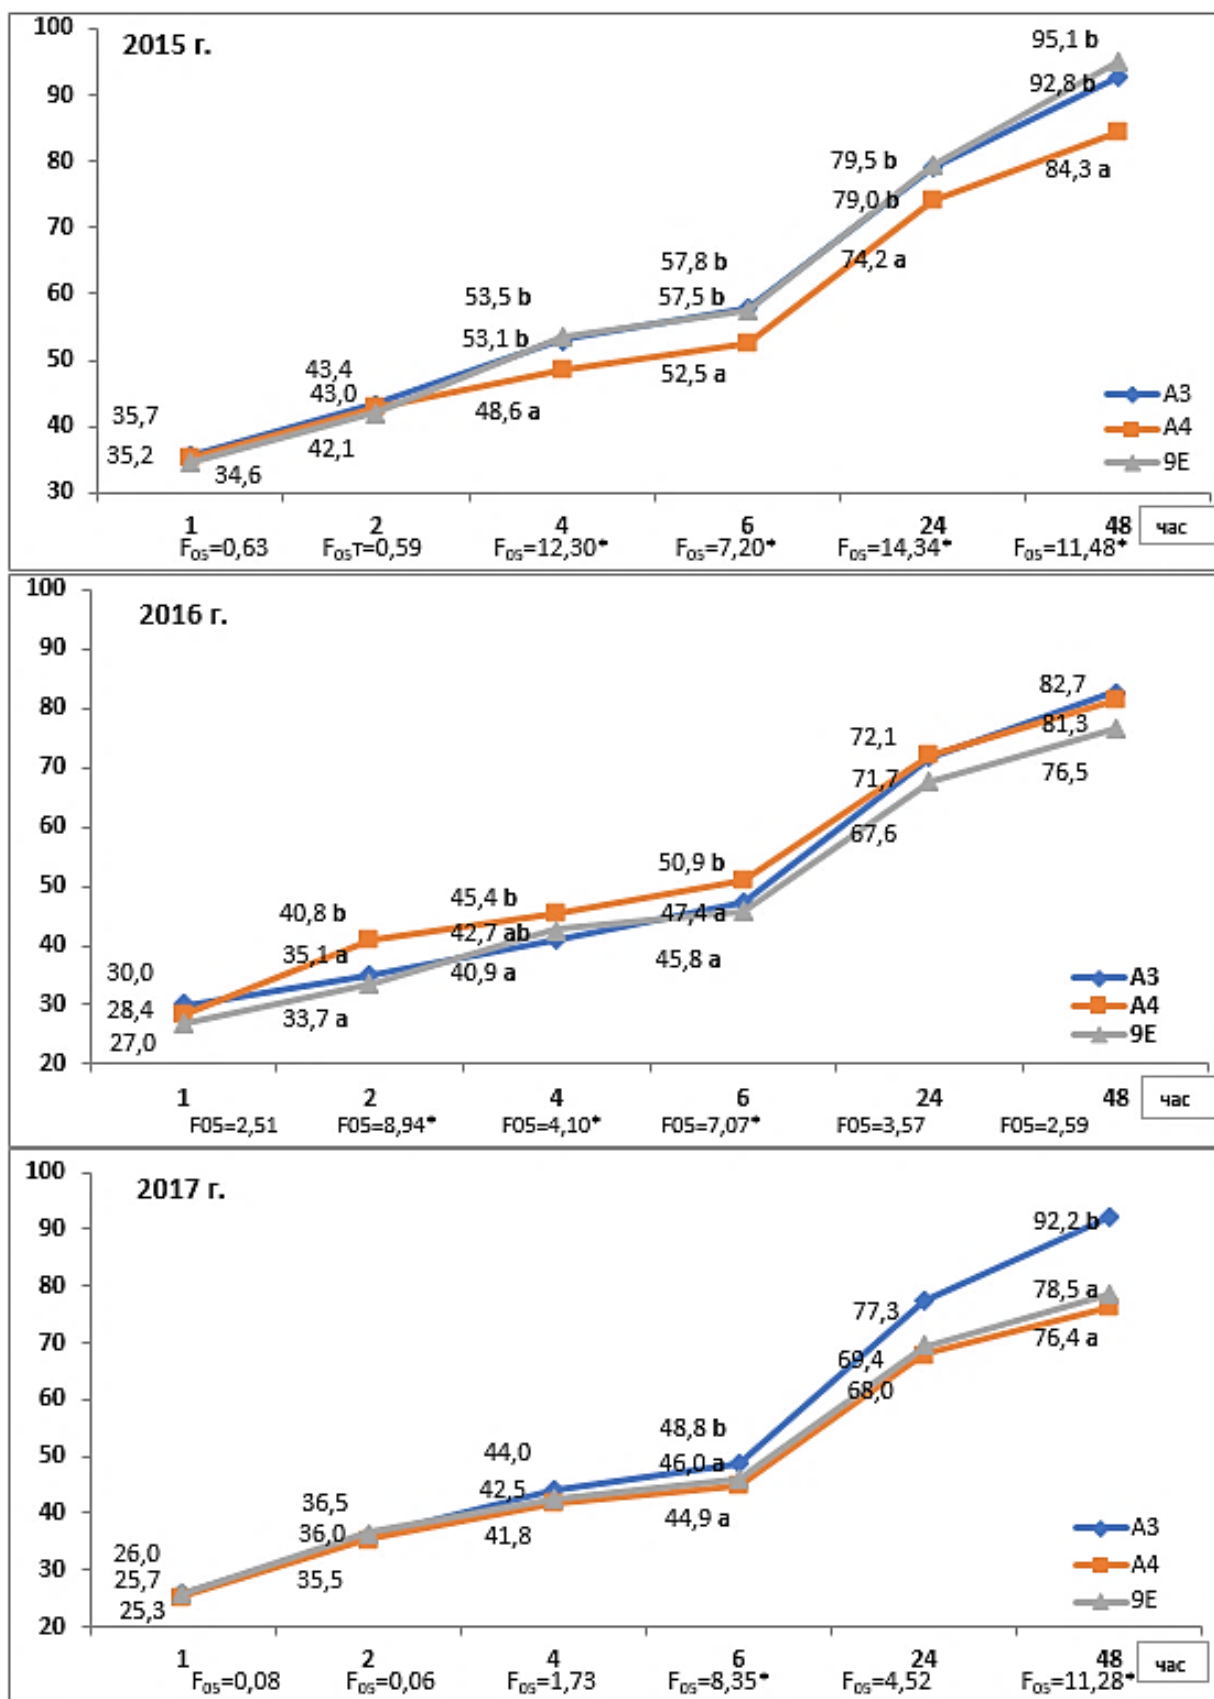 100
2015 г.
95,1 b
90
92,8 b
80
79,5 b
84,3 a
79,0 b
70
74,2 a
60
57,8 b
53,5 b
57,5 b
50
53,1 b
43,4
52,5 a
43,0
A3
40
35,7
48,6 a
A4
42,1
35,2
34,6
9E
30
1 2 4 6 24 48 час
F05=0,63 F05т=0,59 F05=12,30* F05=7,20* F05=14,34* F05=11,48*
100
2016 г.
90
82,7
80
72,1
81,3
70
71,7
76,5
67,6
60
50,9 b
50
45,4 b
40,8 b
42,7 ab
47,4 a
40
35,1 a
45,8 a
30,0
40,9 a
A3
30
28,4
33,7 a
A4
27,0
9E
20
1 2 4 6 24 48 час
F05=2,51 F05=8,94* F05=4,10* F05=7,07* F05=3,57 F05=2,59
100
2017 г.
92,2 b
90
80
78,5 a
77,3
76,4 a
70
69,4
68,0
60
50
48,8 b
44,0
46,0 a
42,5
40
36,5
44,9 a
36,0
41,8
A3
30
26,0
35,5
A4
25,7
25,3
9E
20
1 2 4 6 24 48 час
F05=0,08 F05=0,06 F05=1,73 F05=8,35* F05=4,52 F05=11,28*